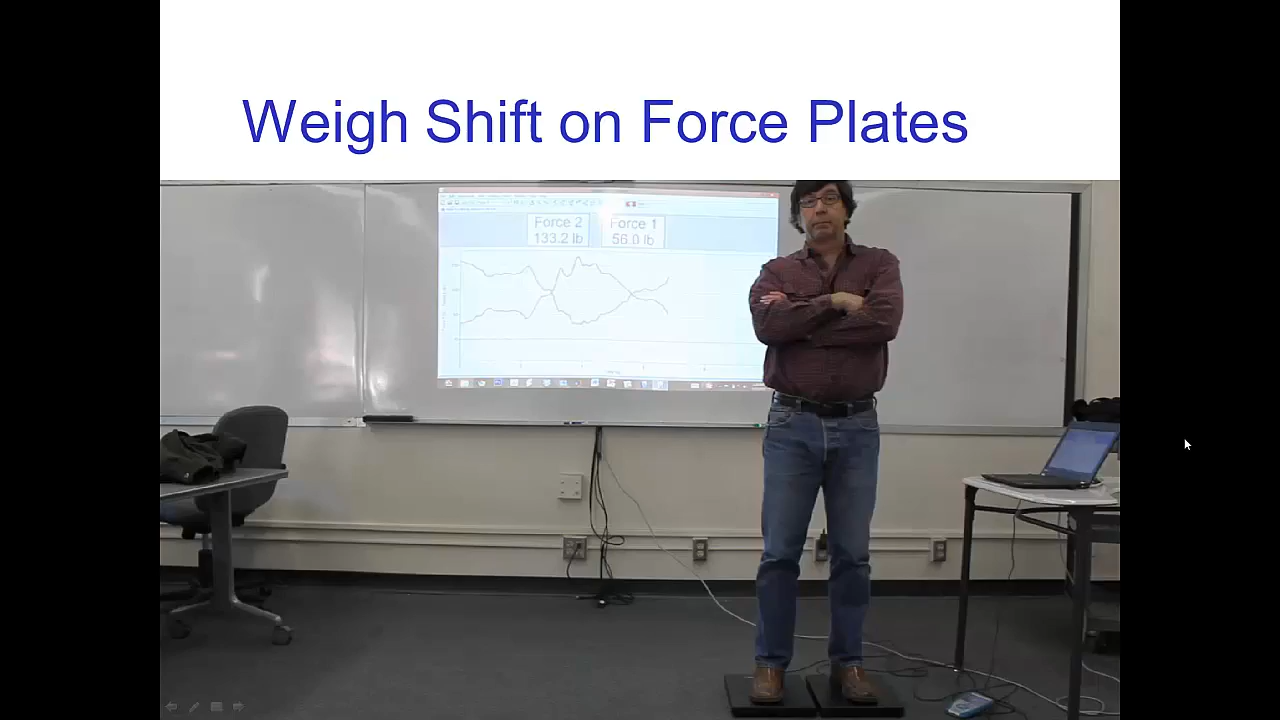 Weigh Shift on Force Plates
Force 2
133.2 lb
Force 1
56.0 lb